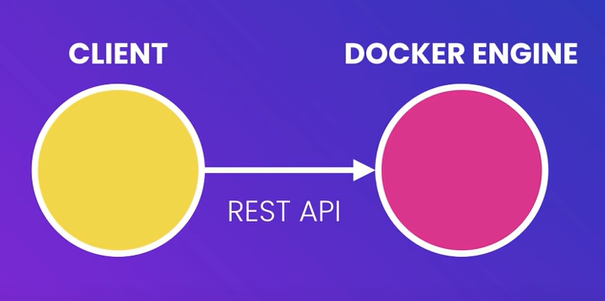 CLIENT
DOCKER ENGINE
REST API